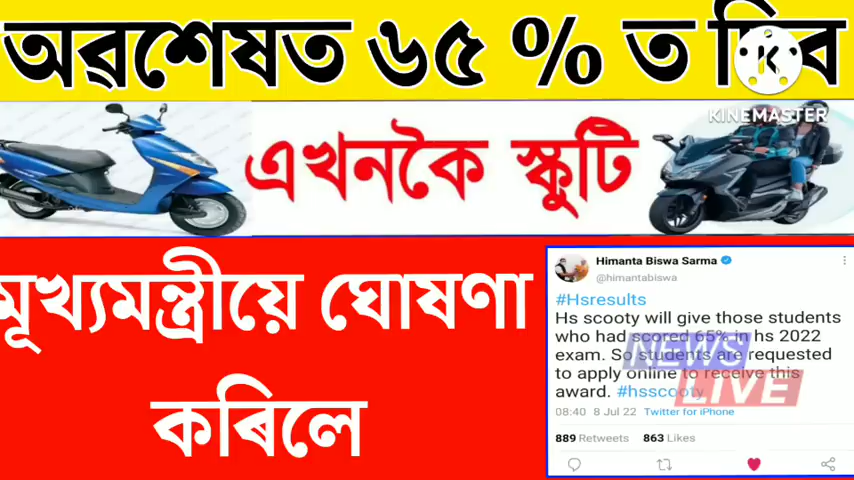 অৱশেষত ৬৫ % ত দিব
KINEMASTER
এখনকৈ স্কুটি
মূখ্যমন্ত্ৰীয়ে ঘোষণা
কৰিলে
Himanta Biswa Sarma
@himantabiswa
#Hsresults
Hs scooty will give those students
who had scored 65% in hs 2022
exam. So students are requested
to apply online to receive this
award. #hsscooty
NEWS
LIVE
08:40 8 Jul 22 Twitter for iPhone
889 Retweets 863 Likes